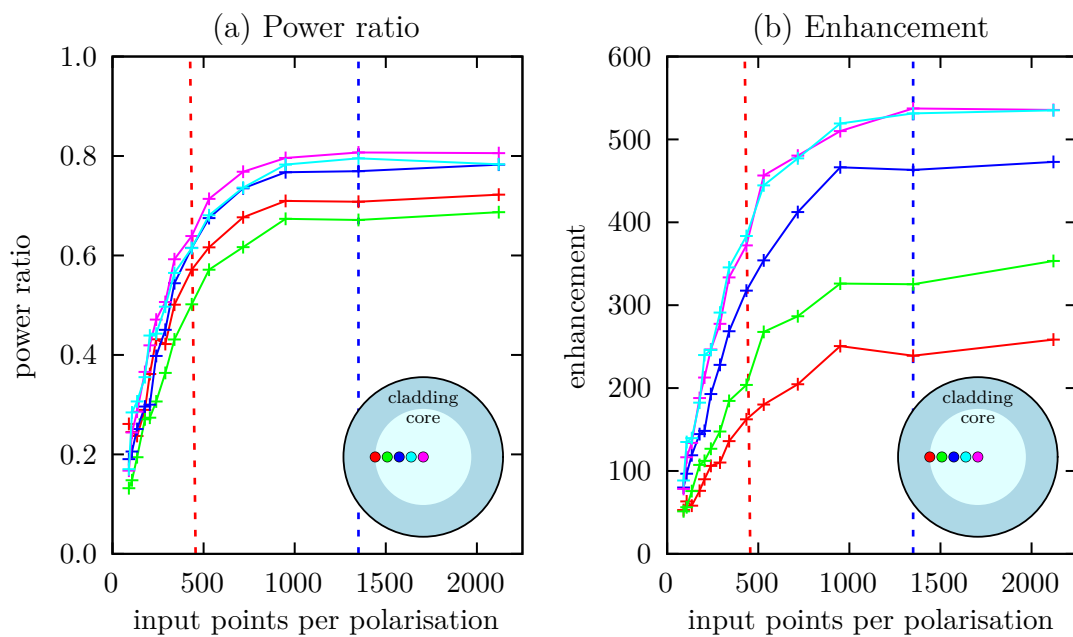 (a) Power ratio
(b) Enhancement
power ratio
1.0
0.8
0.6
0.4
0.2
0.0
cladding
core
0 500 1000 1500 2000
input points per polarisation
enhancement
600
500
400
300
200
100
0
cladding
core
0 500 1000 1500 2000
input points per polarisation